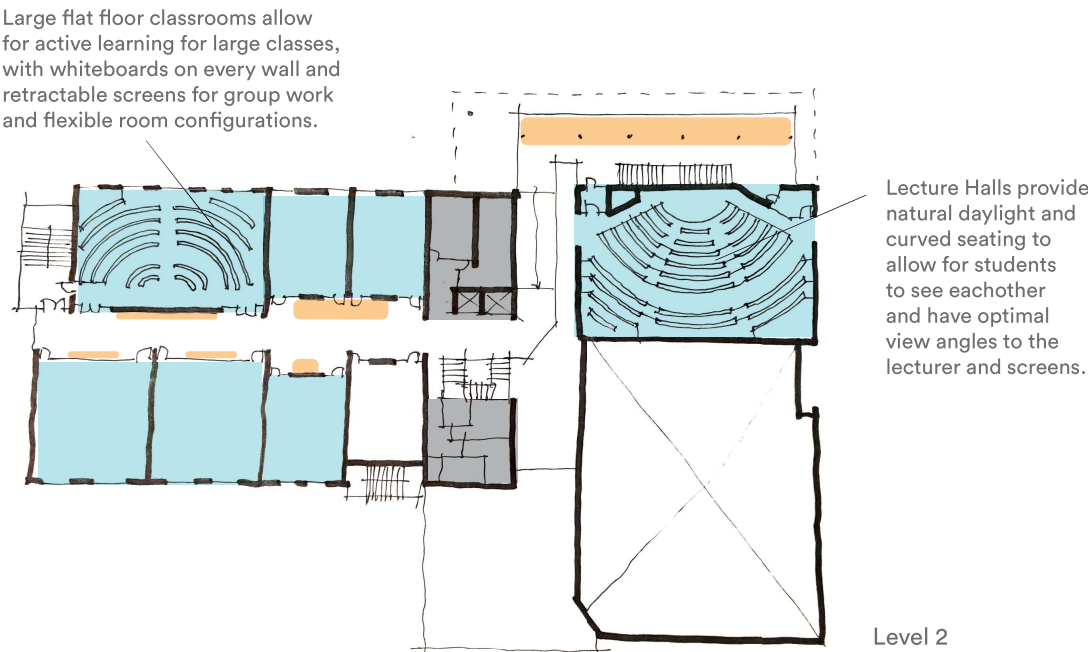 Large flat floor classrooms allow
for active learning for large classes,
with whiteboards on every wall and
retractable screens for group work
and flexible room configurations.
Lecture Halls provide
natural daylight and
curved seating to
allow for students
to see eachother
and have optimal
view angles to the
lecturer and screens.
Level 2